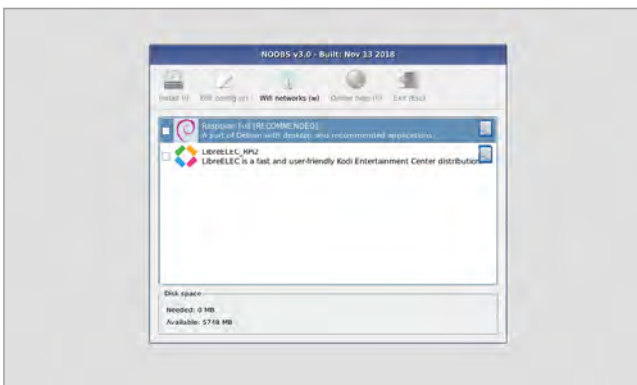 NOOBS v3.0 - Built: Nov 13 2018
Install (i) Edit config (e) Wifi networks (w) Online help (h) Exit (Esc)
Raspbian Full [RECOMMENDED]
A port of Debian with desktop and recommended applications
LibreELEC_RPi2
LibreELEC is a fast and user-friendly Kodi Entertainment Center distribution
Disk space
Needed: 0 MB
Available: 5748 MB